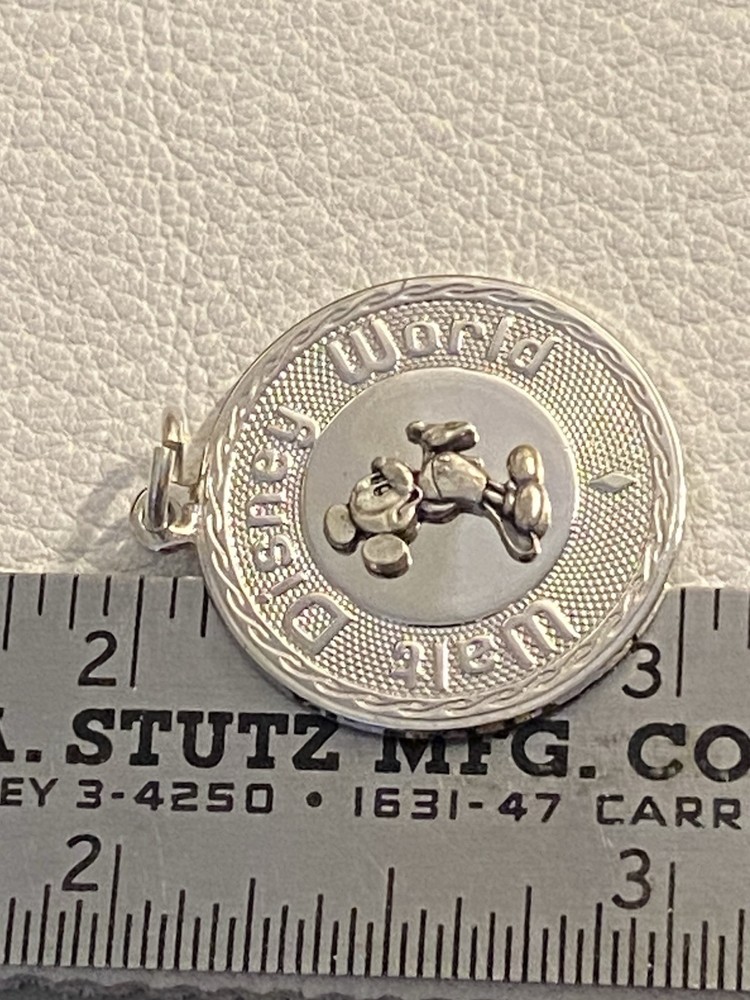 Walt Disney World
2 3
. STUTZ MFG. CO
EY 3-4250 • 1631-47 CARR
2 3